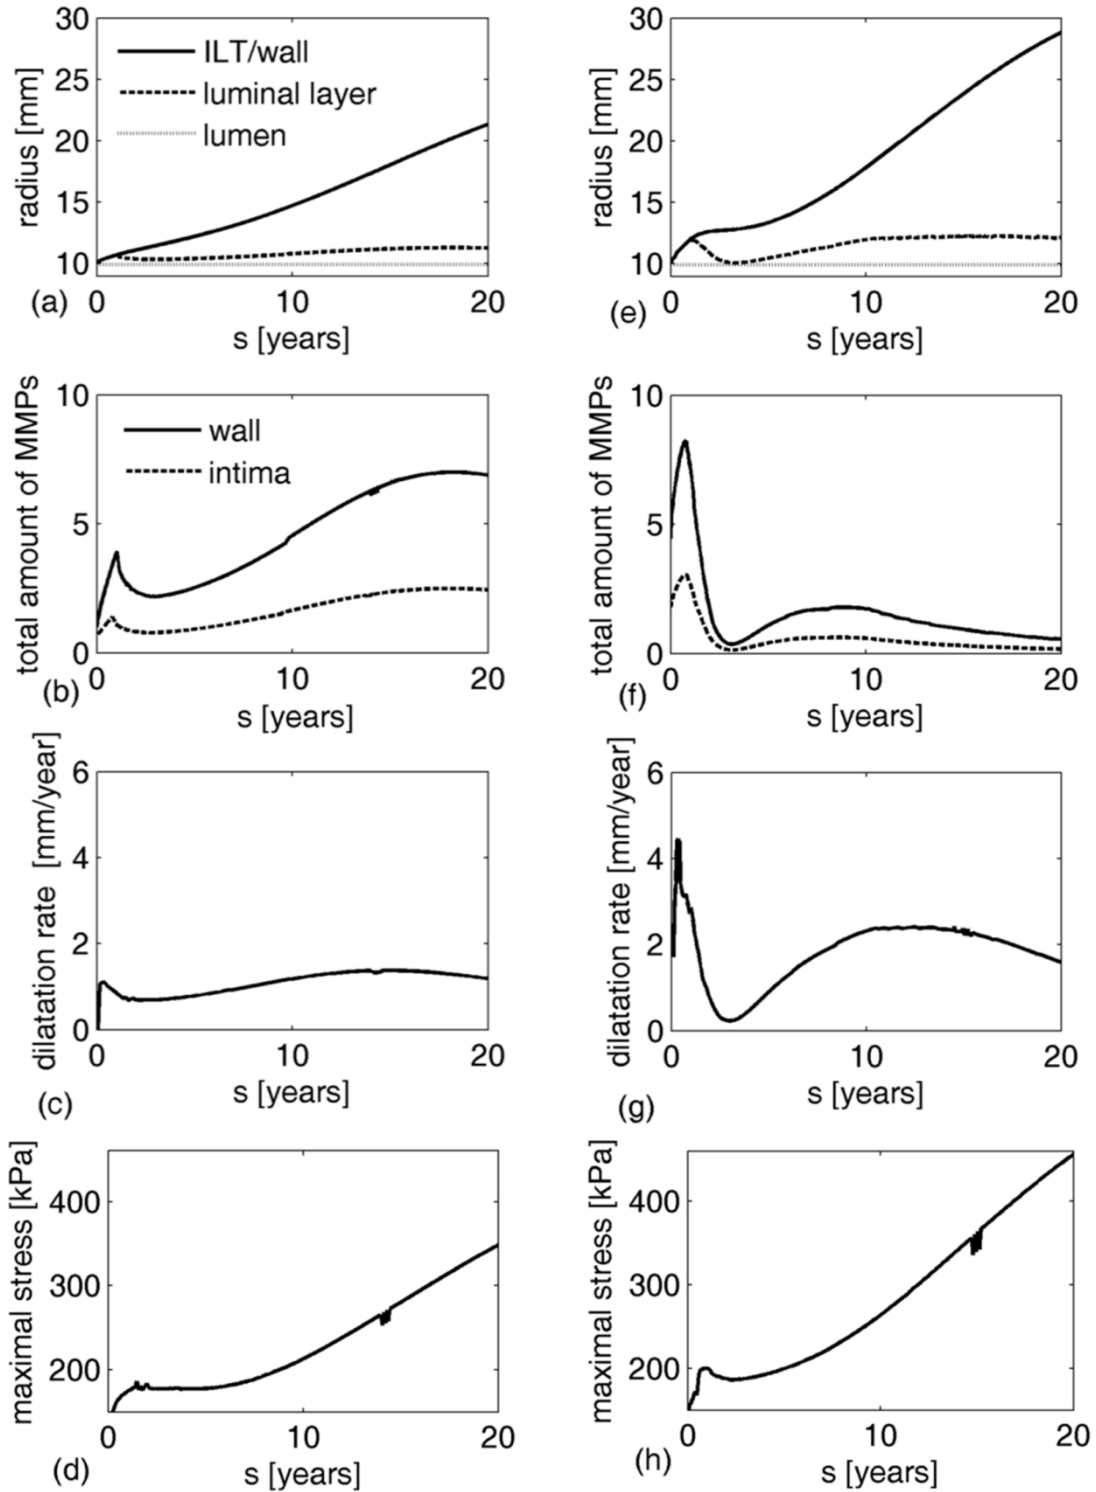 30
25
20
15
10
radius [mm]
ILT/wall
luminal layer
lumen
0
10
20
s [years]
(a)
30
25
20
15
10
radius [mm]
0
10
20
s [years]
(e)
10
5
0
total amount of MMPs
wall
intima
0
10
20
s [years]
(b)
10
5
0
total amount of MMPs
0
10
20
s [years]
(f)
6
4
2
0
dilatation rate [mm/year]
0
10
20
s [years]
(c)
6
4
2
0
dilatation rate [mm/year]
0
10
20
s [years]
(g)
400
300
200
maximal stress [kPa]
0
10
20
s [years]
(d)
400
300
200
maximal stress [kPa]
0
10
20
s [years]
(h)